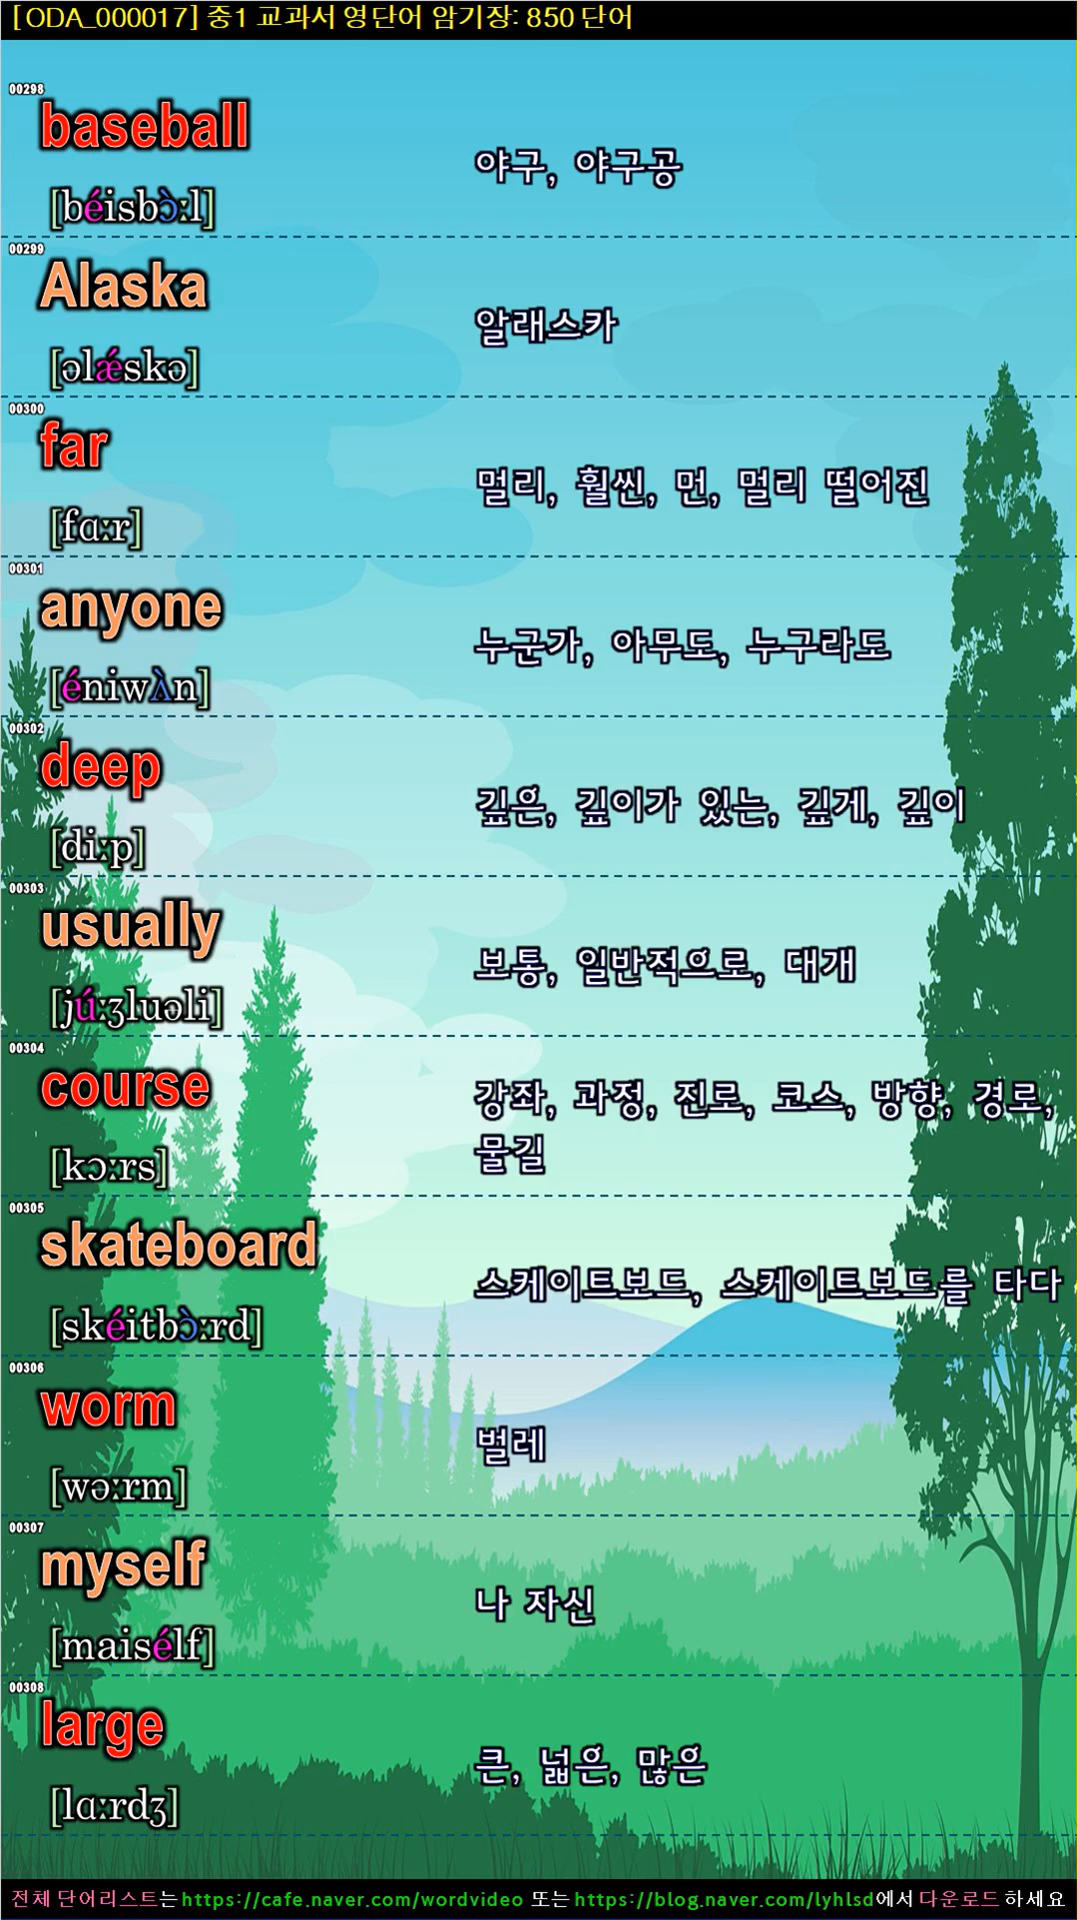 [ODA_000017] 중1 교과서 영단어 암기장: 850 단어
00298
baseball
야구, 야구공
[béisbɔ̀ːl]
00299
Alaska
알래스카
[əlǽskə]
00300
far
멀리, 훨씬, 먼, 멀리 떨어진
[fɑːr]
00301
anyone
누군가, 아무도, 누구라도
[éniwʌ̀n]
00302
deep
깊은, 깊이가 있는, 깊게, 깊이
[diːp]
00303
usually
보통, 일반적으로, 대개
[júːʒluəli]
00304
course
강좌, 과정, 진로, 코스, 방향, 경로,
물길
[kɔːrs]
00305
skateboard
스케이트보드, 스케이트보드를 타다
[skéitbɔ̀ːrd]
00306
worm
벌레
[wəːrm]
00307
myself
나 자신
[maisélf]
00308
large
큰, 넓은, 많은
[lɑːrdʒ]
전체 단어리스트는 https://cafe.naver.com/wordvideo 또는 https://blog.naver.com/lyhlsd에서 다운로드 하세요